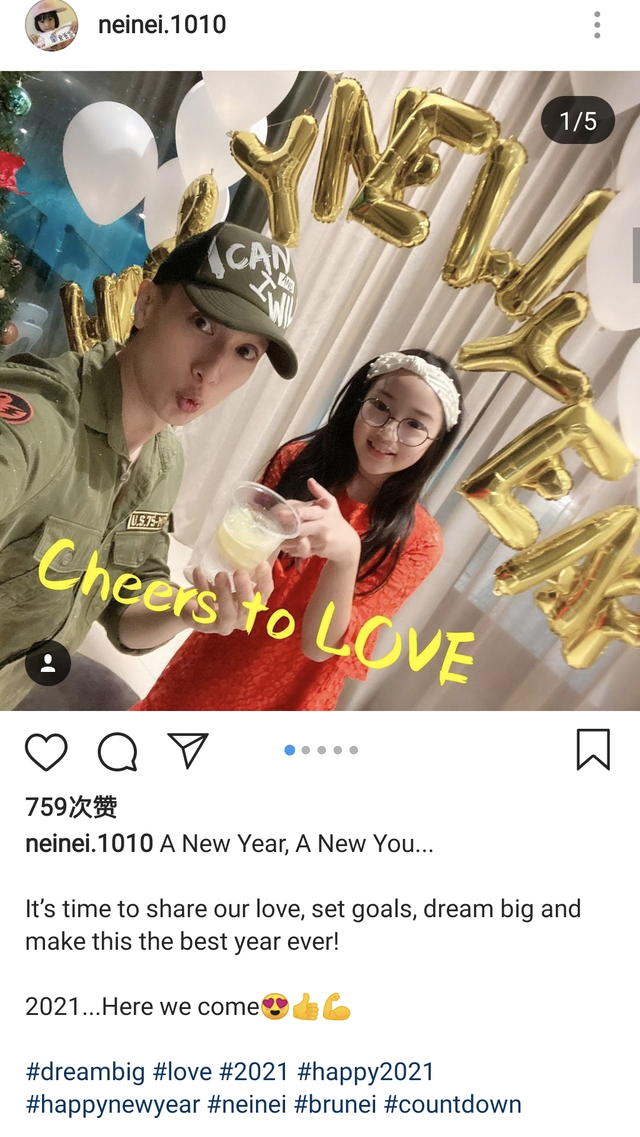 neinei.1010
1/5
HAPPY NEW YEAR
I CAN
I WILL
U.S.75-
Cheers to LOVE
759次赞
neinei.1010 A New Year, A New You...
It's time to share our love, set goals, dream big and
make this the best year ever!
2021...Here we come😍👍💪
#dreambig #love #2021 #happy2021
#happynewyear #neinei #brunei #countdown